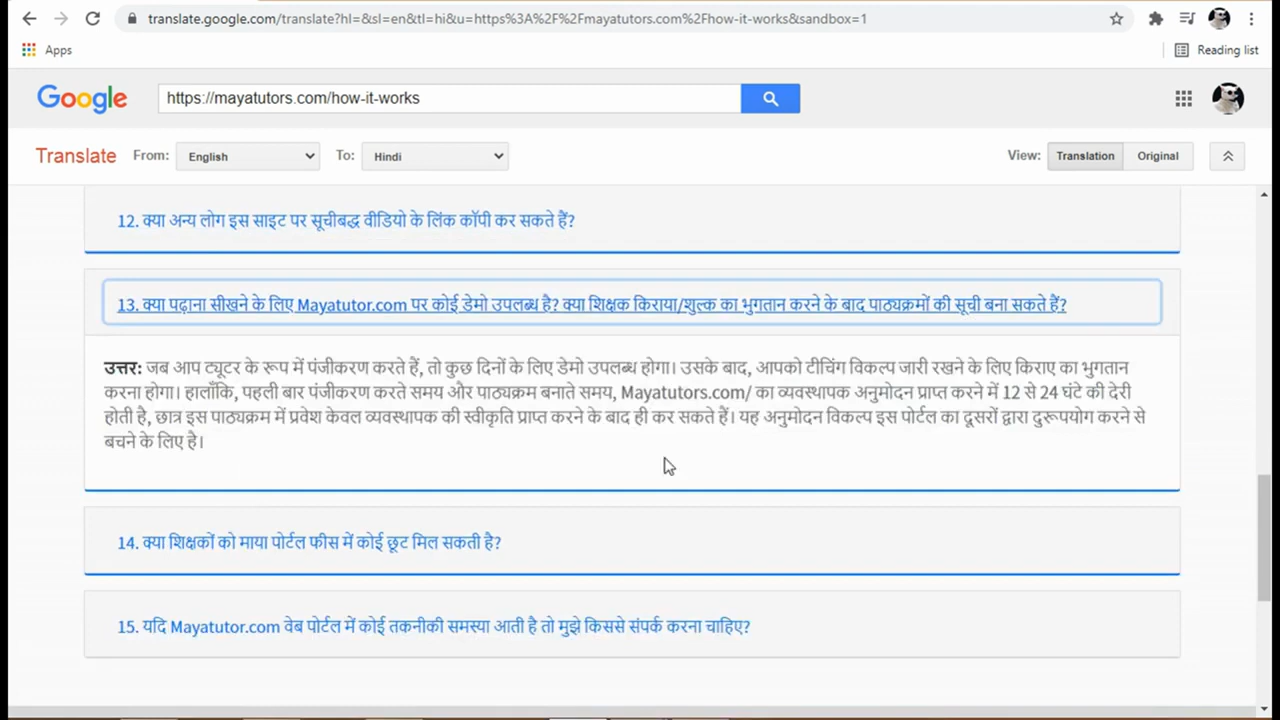 translate.google.com/translate?hl=&sl=en&tl=hi&u=https%3A%2F%2Fmayatutors.com%2Fhow-it-works&sandbox=1
Apps
Reading list
Google
https://mayatutors.com/how-it-works
Translate From: English To: Hindi View: Translation Original
12. क्या अन्य लोग इस साइट पर सूचीबद्ध वीडियो के लिंक कॉपी कर सकते हैं?
13. क्या पढ़ाना सीखने के लिए Mayatutor.com पर कोई डेमो उपलब्ध है? क्या शिक्षक किराया/शुल्क का भुगतान करने के बाद पाठ्यक्रमों की सूची बना सकते हैं?
उत्तर: जब आप ट्यूटर के रूप में पंजीकरण करते हैं, तो कुछ दिनों के लिए डेमो उपलब्ध होगा। उसके बाद, आपको टीचिंग विकल्प जारी रखने के लिए किराए का भुगतान
करना होगा। हालाँकि, पहली बार पंजीकरण करते समय और पाठ्यक्रम बनाते समय, Mayatutors.com/ का व्यवस्थापक अनुमोदन प्राप्त करने में 12 से 24 घंटे की देरी
होती है, छात्र इस पाठ्यक्रम में प्रवेश केवल व्यवस्थापक की स्वीकृति प्राप्त करने के बाद ही कर सकते हैं। यह अनुमोदन विकल्प इस पोर्टल का दूसरों द्वारा दुरूपयोग करने से
बचने के लिए है।
14. क्या शिक्षकों को माया पोर्टल फीस में कोई छूट मिल सकती है?
15. यदि Mayatutor.com वेब पोर्टल में कोई तकनीकी समस्या आती है तो मुझे किससे संपर्क करना चाहिए?